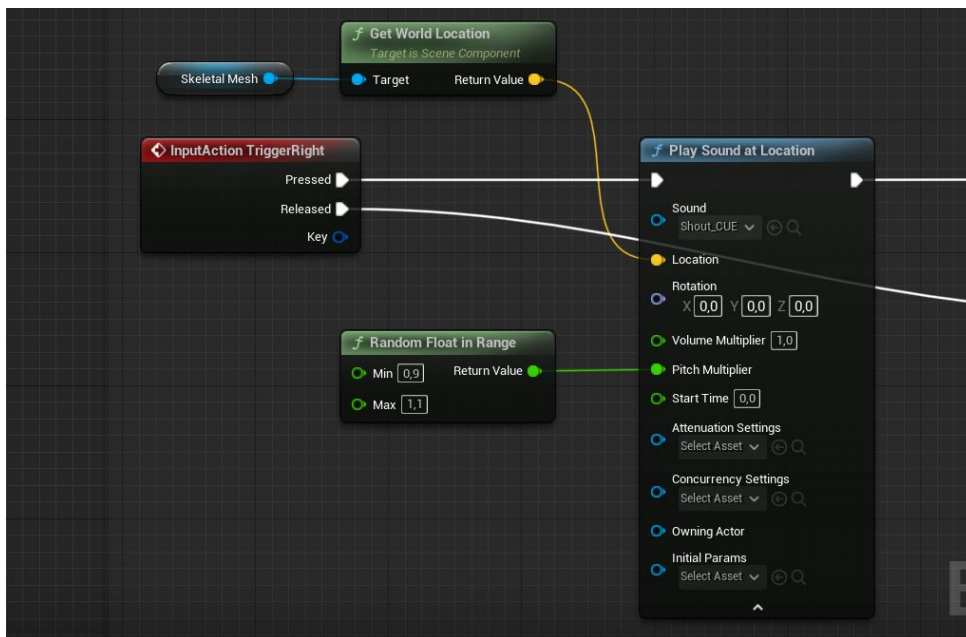 Get World Location
Target is Scene Component
Skeletal Mesh
Target
Return Value
InputAction TriggerRight
Pressed
Released
Key
Play Sound at Location
Sound
Shout_CUE
Location
Rotation
X 0,0 Y 0,0 Z 0,0
Volume Multiplier 1,0
Pitch Multiplier
Start Time 0,0
Attenuation Settings
Select Asset
Concurrency Settings
Select Asset
Owning Actor
Initial Params
Select Asset
Random Float in Range
Min 0,9
Return Value
Max 1,1